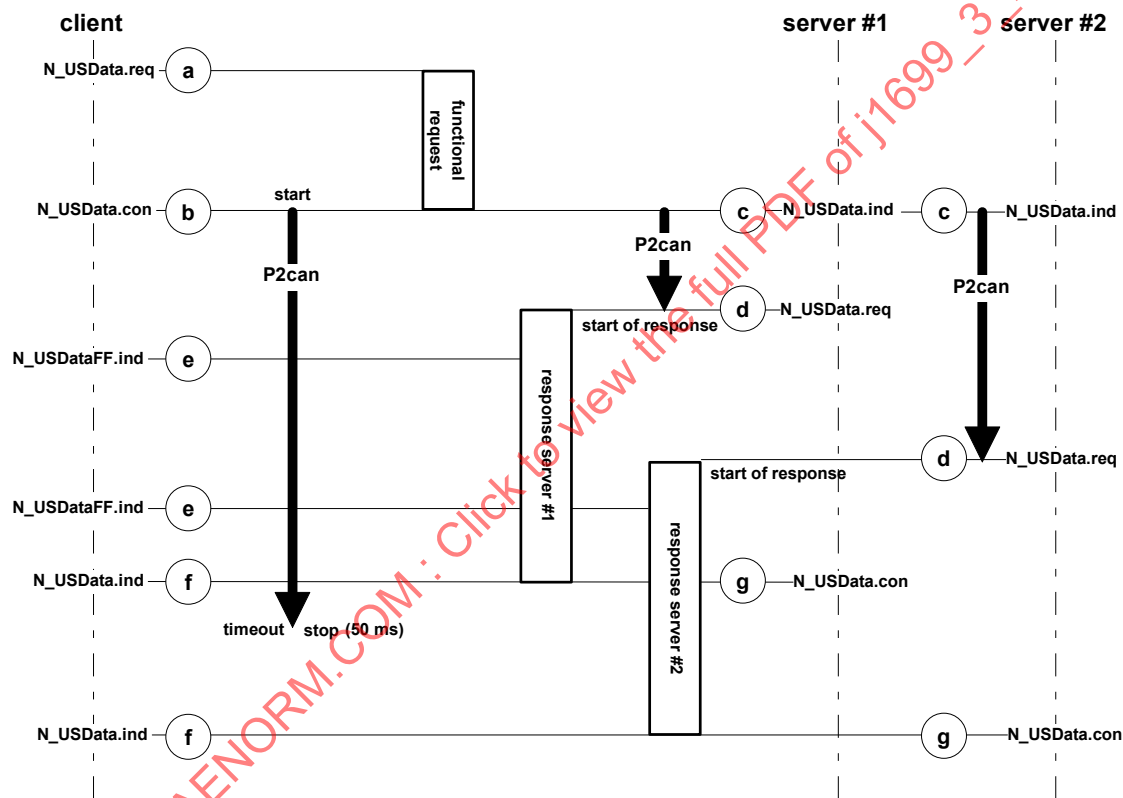 client
server #1
server #2
N_USData.req
a
functional
request
start
N_USData.con
b
c
N_USData.ind
c
N_USData.ind
P2can
P2can
P2can
d
N_USData.req
start of response
N_USDataFF.ind
e
response server #1
d
N_USData.req
start of response
N_USDataFF.ind
e
response server #2
N_USData.ind
f
g
N_USData.con
timeout
stop (50 ms)
N_USData.ind
f
g
N_USData.con
AENORM.COM : Click to view the full PDF of j1699_3_